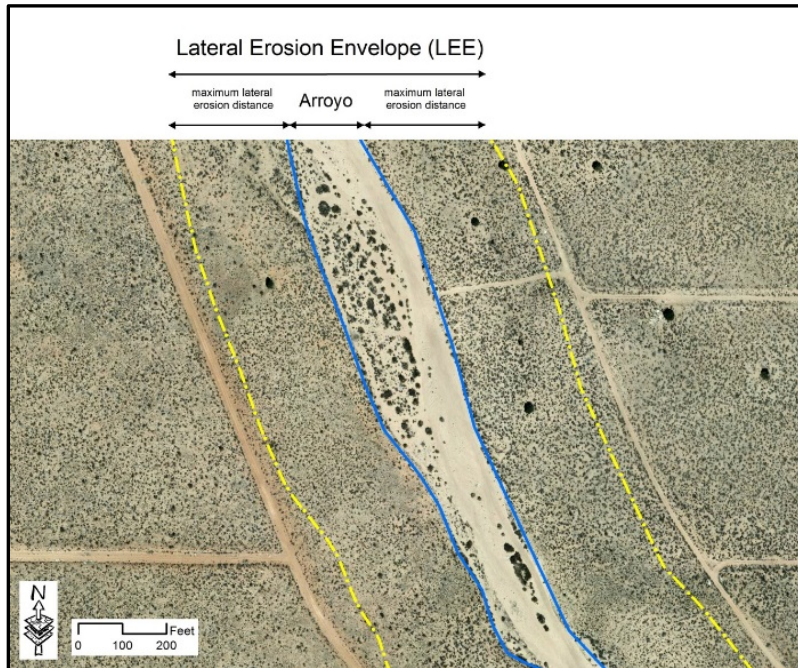 Lateral Erosion Envelope (LEE)
maximum lateral
erosion distance
Arroyo
maximum lateral
erosion distance
N
Feet
0 100 200